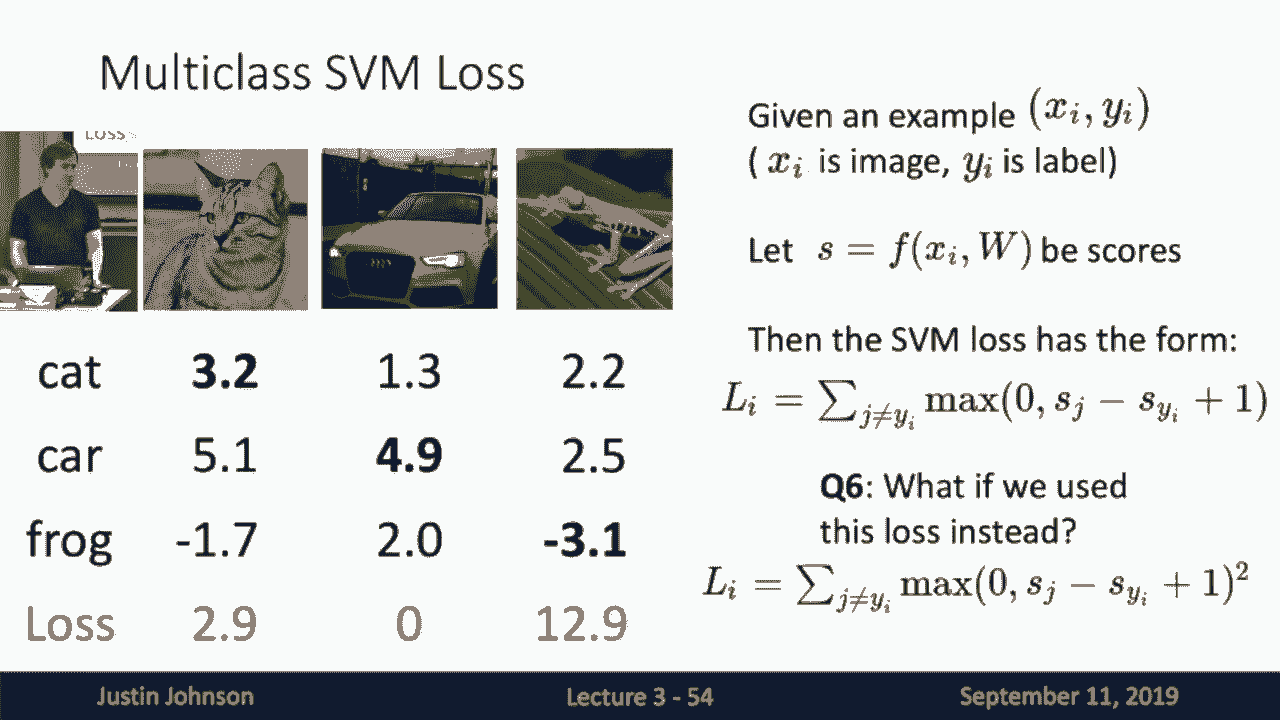 Multiclass SVM Loss
Loss
Given an example (x_i, y_i)
( x_i is image, y_i is label)
Let s = f(x_i, W) be scores
Then the SVM loss has the form:
L_i = ∑_{j≠y_i} max(0, s_j − s_{y_i} + 1)
Q6: What if we used
this loss instead?
L_i = ∑_{j≠y_i} max(0, s_j − s_{y_i} + 1)^2
cat 3.2 1.3 2.2
car 5.1 4.9 2.5
frog -1.7 2.0 -3.1
Loss 2.9 0 12.9
Justin Johnson Lecture 3 - 54 September 11, 2019